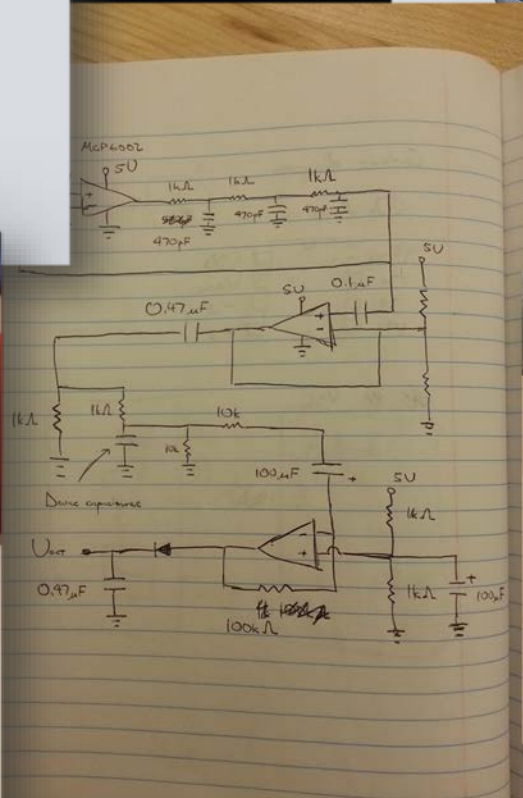 MCP6002
5V
1kΩ 1kΩ 1kΩ
470pF 470pF
470pF
5V
0.1µF
5V
0.47µF
1kΩ 1kΩ 10k
10k
100µF +
5V
Device capacitance
1kΩ
Vout
0.47µF
1kΩ + 100µF
100kΩ